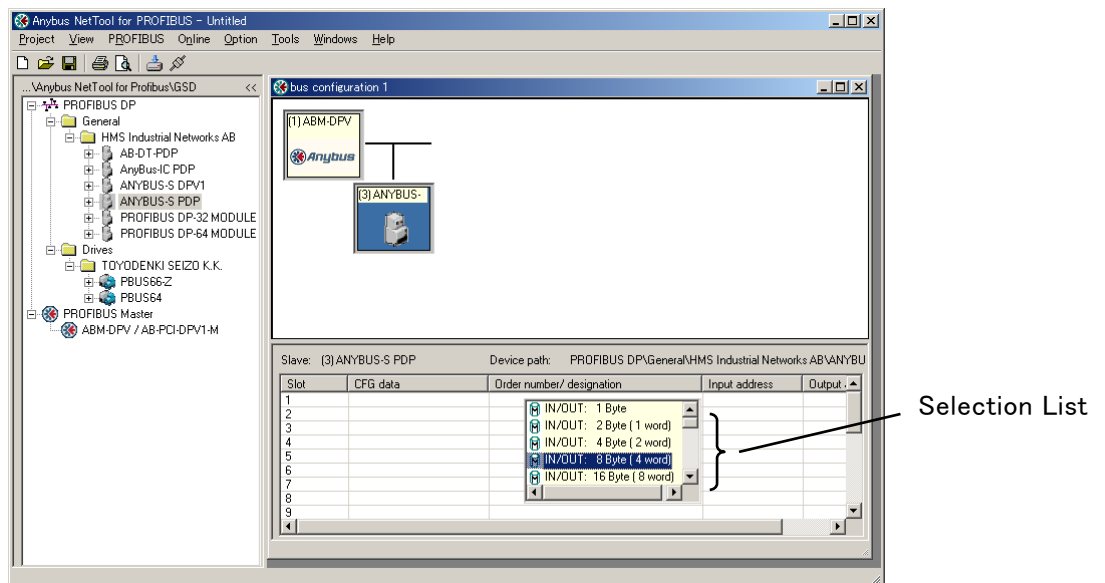 Anybus NetTool for PROFIBUS - Untitled
Project View PROFIBUS Online Option Tools Windows Help
...\Anybus NetTool for Profibus\GSD <<
PROFIBUS DP
General
HMS Industrial Networks AB
AB-DT-PDP
AnyBus-IC PDP
ANYBUS-S DPV1
ANYBUS-S PDP
PROFIBUS DP-32 MODULE
PROFIBUS DP-64 MODULE
Drives
TOYODENKI SEIZO K.K.
PBUS66-Z
PBUS64
PROFIBUS Master
ABM-DPV / AB-PCI-DPV1-M
bus configuration 1
(1) ABM-DPV
Anybus
(3) ANYBUS-
Slave: (3) ANYBUS-S PDP Device path: PROFIBUS DP\General\HMS Industrial Networks AB\ANYBU
Slot CFG data Order number/ designation Input address Output
1
2
3
4
5
6
7
8
9
IN/OUT: 1 Byte
IN/OUT: 2 Byte ( 1 word)
IN/OUT: 4 Byte ( 2 word)
IN/OUT: 8 Byte ( 4 word)
IN/OUT: 16 Byte ( 8 word)
Selection List